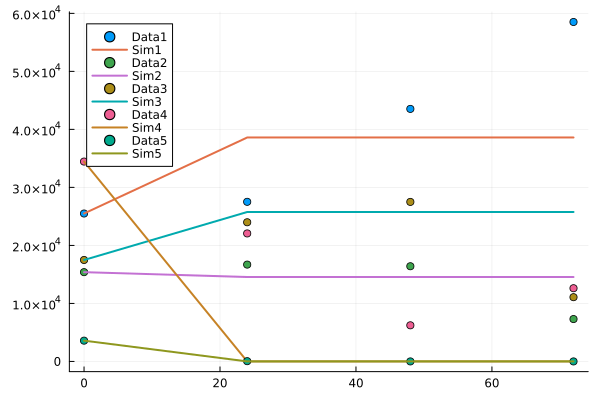 6.0×10⁴
Data1
Sim1
Data2
Sim2
Data3
Sim3
Data4
Sim4
Data5
Sim5
5.0×10⁴
4.0×10⁴
3.0×10⁴
2.0×10⁴
1.0×10⁴
0
0 20 40 60